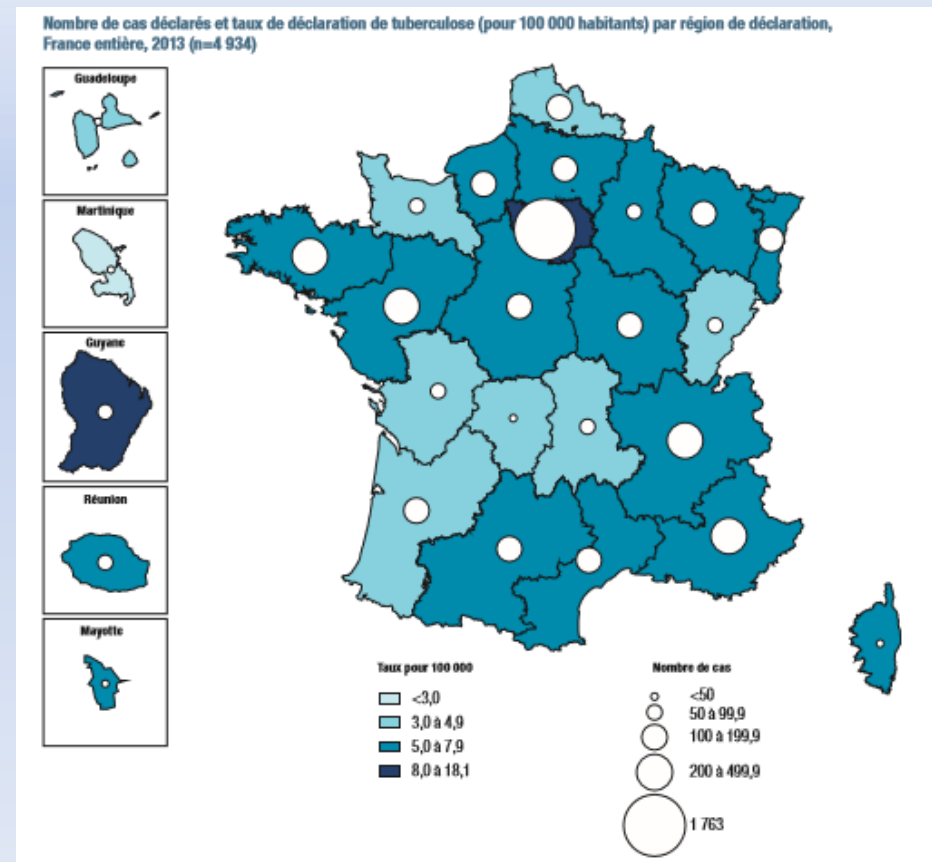 Nombre de cas déclarés et taux de déclaration de tuberculose (pour 100 000 habitants) par région de déclaration,
France entière, 2013 (n=4 934)
Guadeloupe
Martinique
Guyane
Réunion
Mayotte
Taux pour 100 000
<3,0
3,0 à 4,9
5,0 à 7,9
8,0 à 18,1
Nombre de cas
<50
50 à 99,9
100 à 199,9
200 à 499,9
1 763